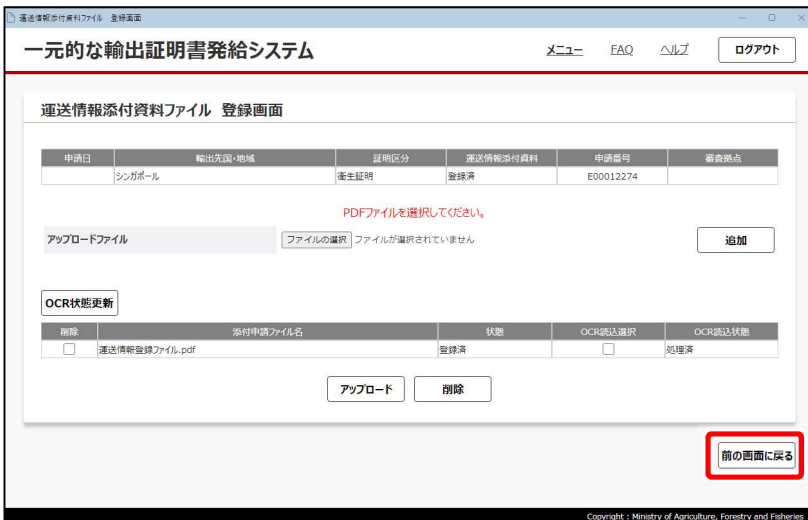 運送情報添付資料ファイル 登録画面
一元的な輸出証明書発給システム
メニュー FAQ ヘルプ ログアウト
運送情報添付資料ファイル 登録画面
申請日 輸出先国・地域 証明区分 運送情報添付資料 申請番号 審査拠点
シンガポール 衛生証明 登録済 E00012274
PDFファイルを選択してください。
アップロードファイル ファイルの選択 ファイルが選択されていません 追加
OCR状態更新
削除 添付申請ファイル名 状態 OCR読込選択 OCR読込状態
運送情報登録ファイル.pdf 登録済 処理済
アップロード 削除
前の画面に戻る
Copyright : Ministry of Agriculture, Forestry and Fisheries